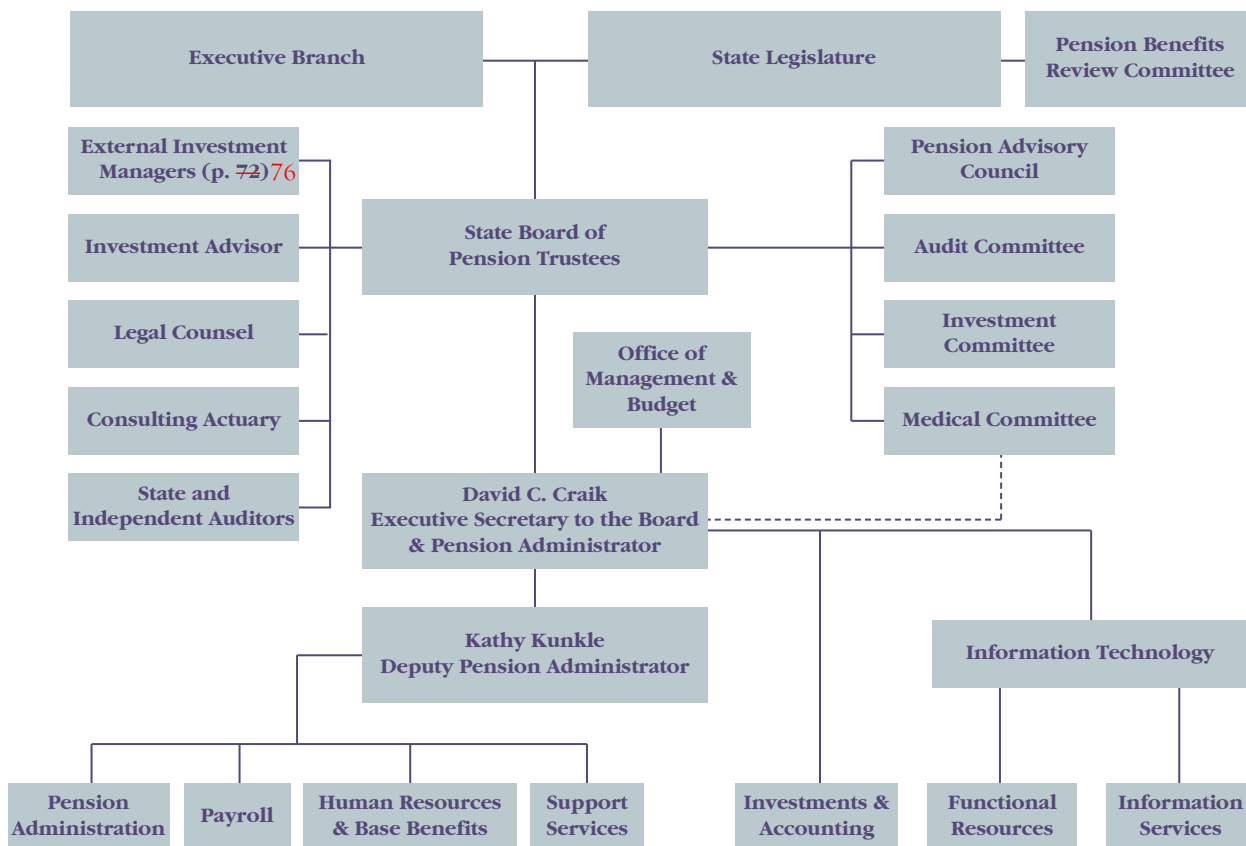 Executive Branch
State Legislature
Pension Benefits
Review Committee
External Investment
Managers (p. 72) 76
Investment Advisor
Legal Counsel
Consulting Actuary
State and
Independent Auditors
State Board of
Pension Trustees
Pension Advisory
Council
Audit Committee
Investment
Committee
Medical Committee
Office of
Management &
Budget
David C. Craik
Executive Secretary to the Board
& Pension Administrator
Kathy Kunkle
Deputy Pension Administrator
Information Technology
Pension
Administration
Payroll
Human Resources
& Base Benefits
Support
Services
Investments &
Accounting
Functional
Resources
Information
Services